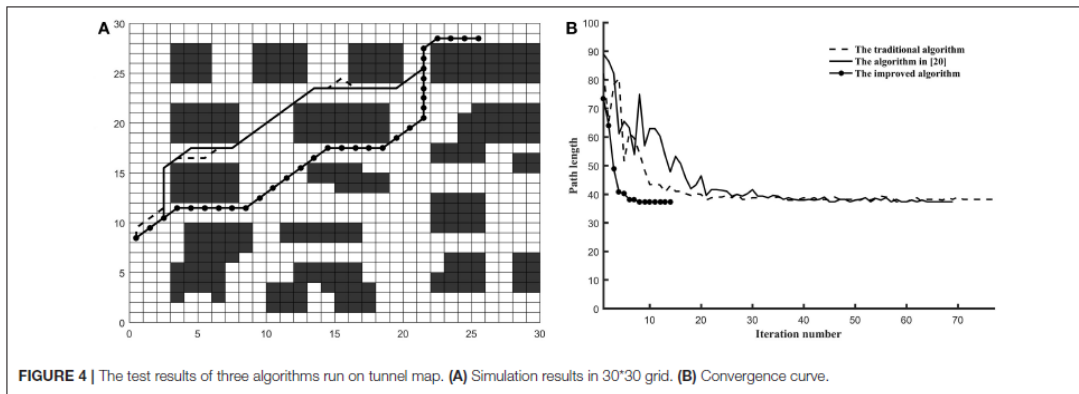 A
30
25
20
15
10
5
0
0 5 10 15 20 25 30
B
100
90
80
70
60
50
40
30
20
10
0
Path length
The traditional algorithm
The algorithm in [20]
The improved algorithm
10 20 30 40 50 60 70
Iteration number
FIGURE 4 | The test results of three algorithms run on tunnel map. (A) Simulation results in 30*30 grid. (B) Convergence curve.